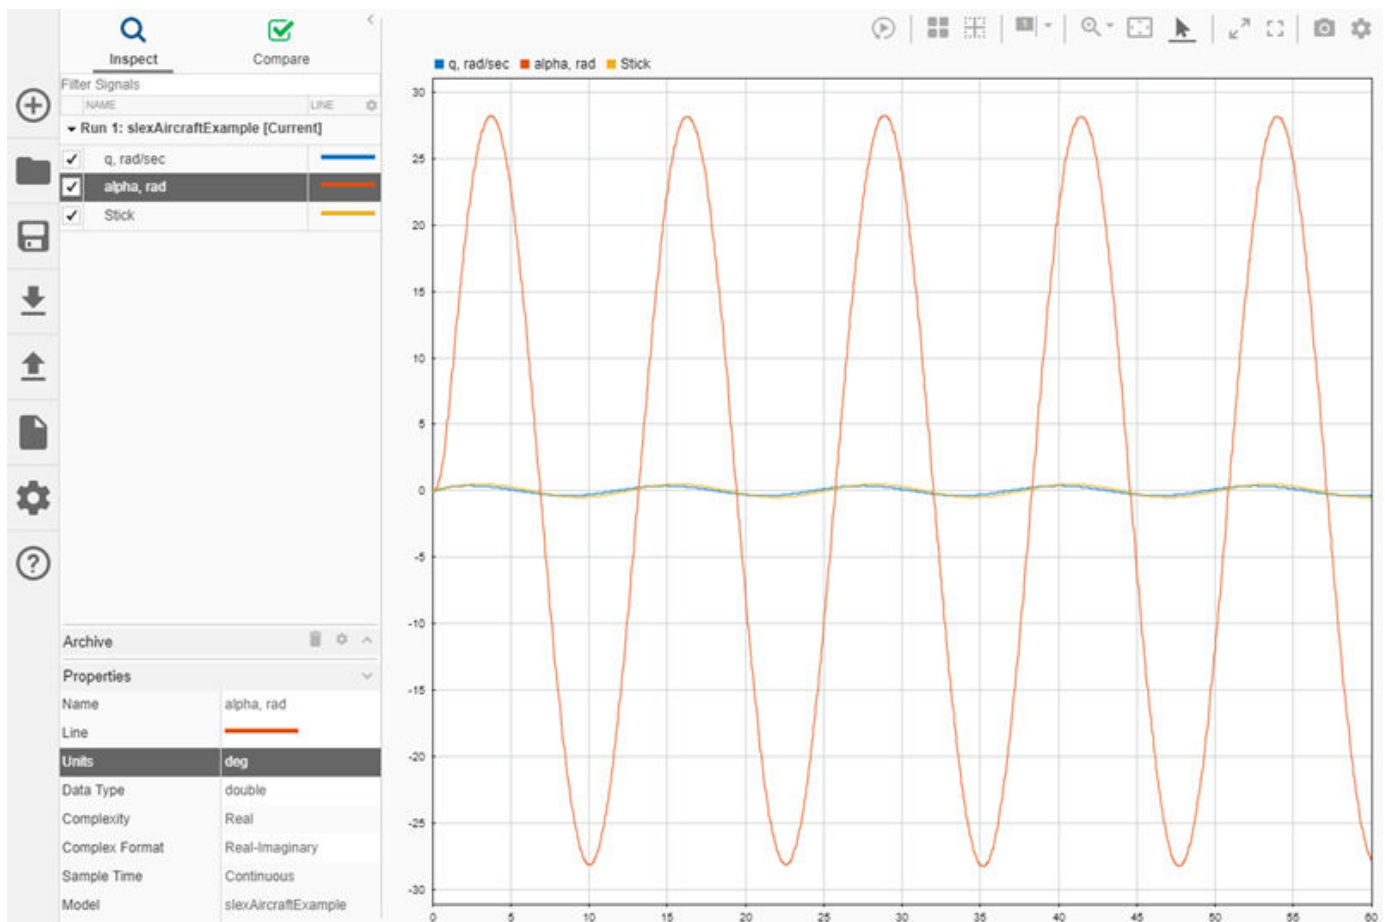 Inspect
Compare
Filter Signals
NAME
LINE
Run 1: slexAircraftExample [Current]
q, rad/sec
alpha, rad
Stick
Archive
Properties
Name alpha, rad
Line
Units deg
Data Type double
Complexity Real
Complex Format Real-Imaginary
Sample Time Continuous
Model slexAircraftExample
1
q, rad/sec alpha, rad Stick
30
25
20
15
10
5
0
-5
-10
-15
-20
-25
-30
0 5 10 15 20 25 30 35 40 45 50 55 60